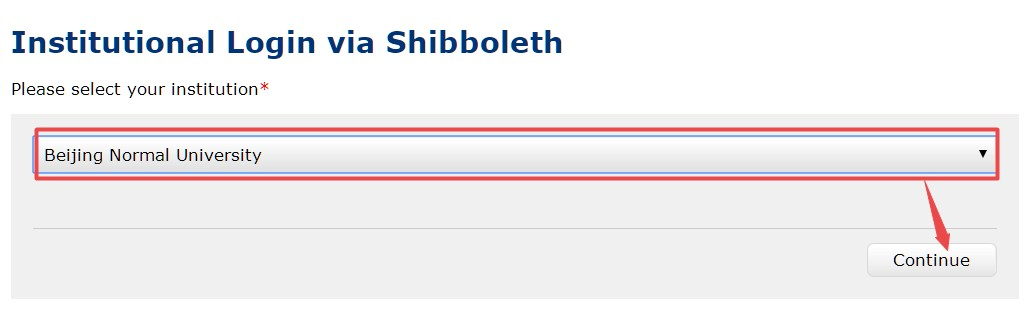 Institutional Login via Shibboleth
Please select your institution*
Beijing Normal University
Continue